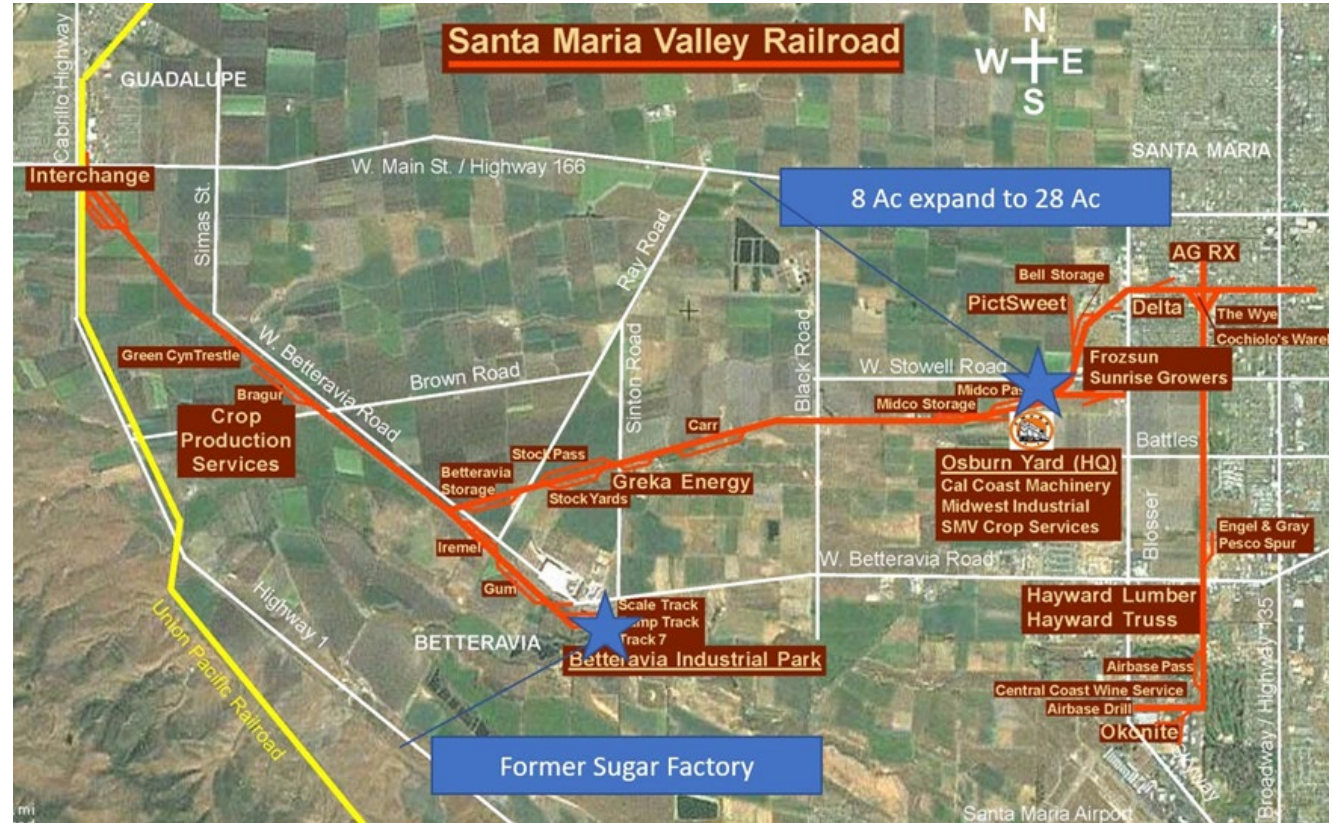 Santa Maria Valley Railroad
N
W E
S
Cabrillo Highway
GUADALUPE
Interchange
W. Main St. / Highway 166
SANTA MARIA
8 Ac expand to 28 Ac
Simas St.
Ray Road
AG RX
Bell Storage
PictSweet
Delta
The Wye
Cochiolo's
Green CynTrestle
W. Betteravia Road
Brown Road
Sinton Road
Black Road
W. Stowell Road
Frozsun
Sunrise Growers
Bragur
Midco
Midco Storage
Crop
Production
Services
Carr
Battles
Stock Pass
Betteravia
Storage
Greka Energy
Stock Yards
Osburn Yard (HQ)
Cal Coast Machinery
Midwest Industrial
SMV Crop Services
Blosser
Engel & Gray
Pesco Spur
Iremel
W. Betteravia Road
Gum
Hayward Lumber
Hayward Truss
Scale Track
Track
Track 7
BETTERAVIA
Betteravia Industrial Park
Union Pacific Railroad
Highway 1
Airbase Pass
Central Coast Wine Service
Airbase Drill
Okonite
Broadway / Highway 135
Former Sugar Factory
Santa Maria Airport
mi